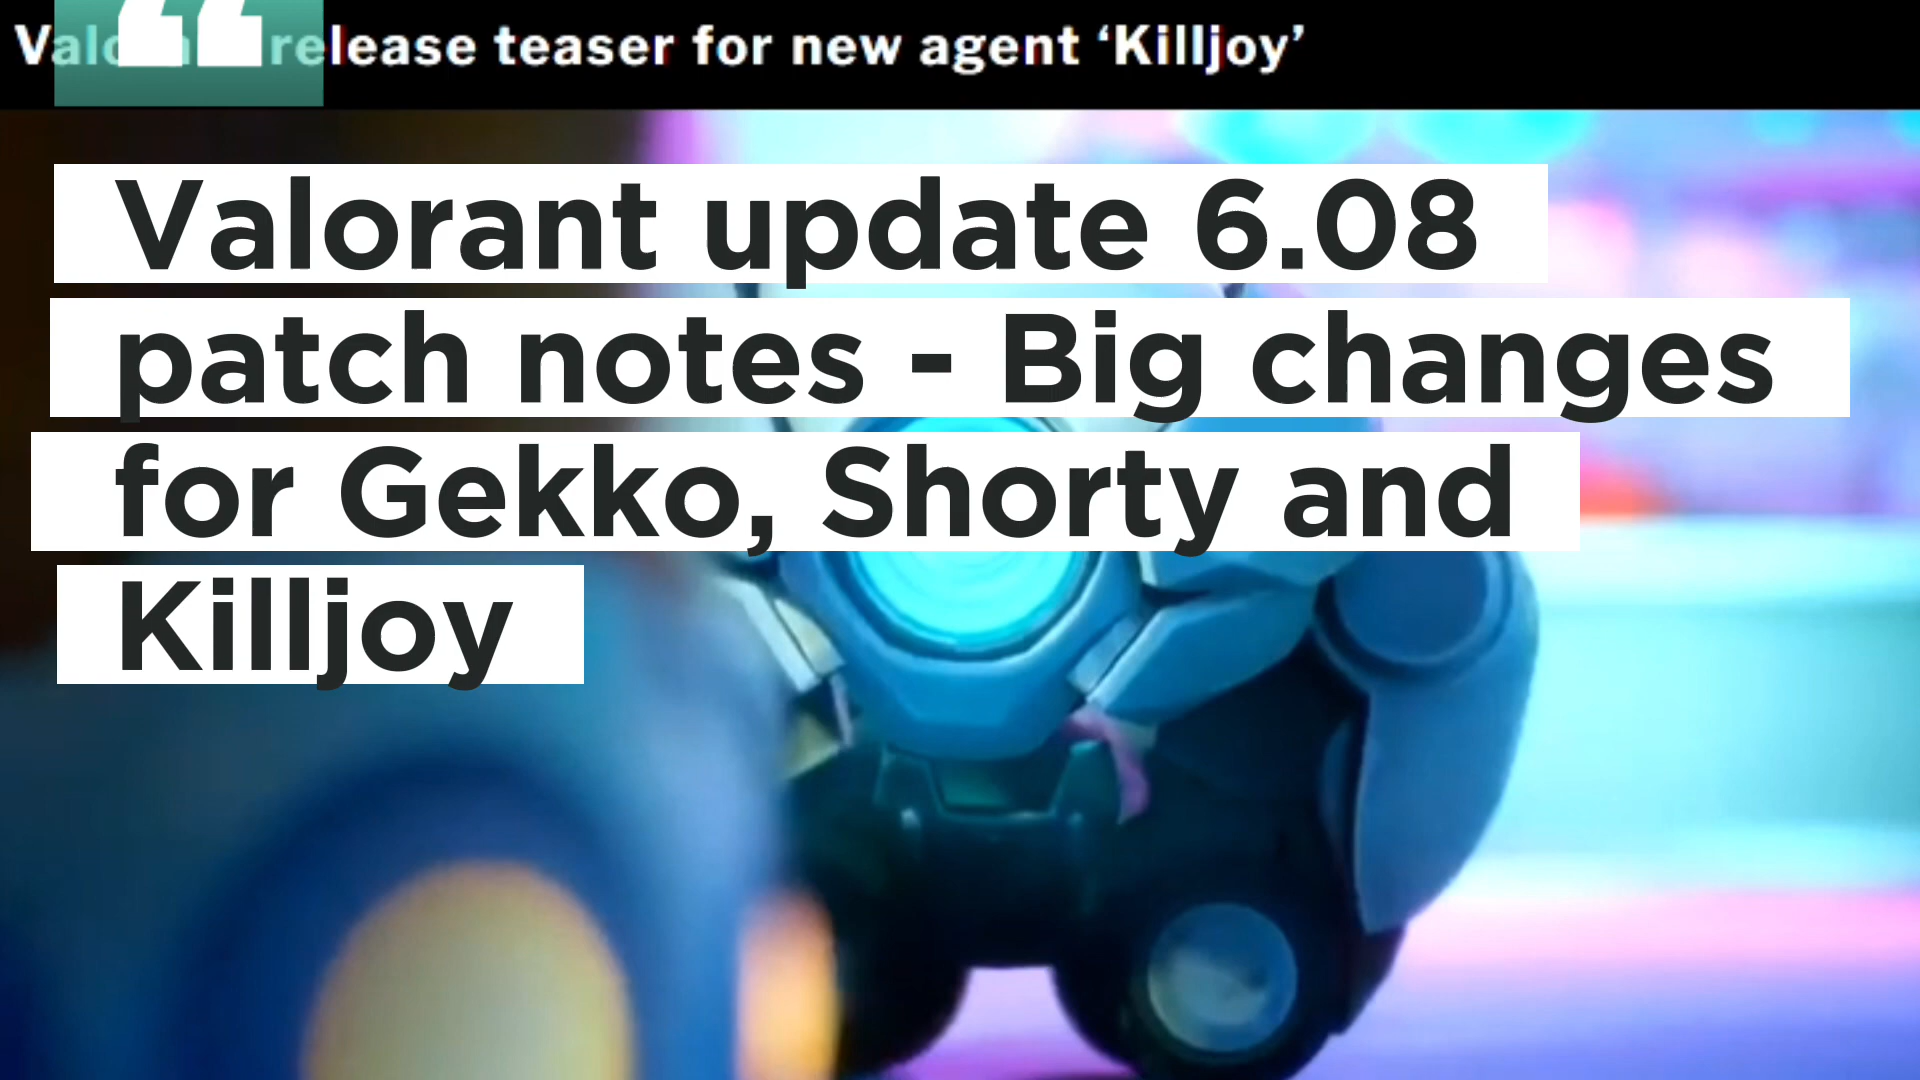 Valorant release teaser for new agent ‘Killjoy’
“
Valorant update 6.08
patch notes - Big changes
for Gekko, Shorty and
Killjoy